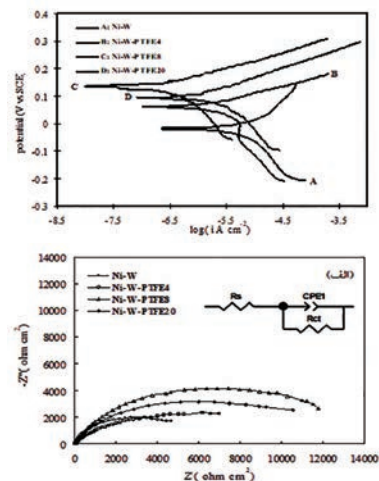 0.4
0.3
0.2
0.1
0
-0.1
-0.2
-0.3
potential (V vs SCE)
A: Ni-W
B: Ni-W-PTFE4
C: Ni-W-PTFE8
D: Ni-W-PTFE20
C
D
B
A
-8.5 -7.5 -6.5 -5.5 -4.5 -3.5
log( i A cm⁻²)
14000
12000
10000
8000
6000
4000
2000
0
-Z"( ohm cm²)
Ni-W
Ni-W-PTFE4
Ni-W-PTFE8
Ni-W-PTFE20
(الف)
Rs
CPE1
Rct
0 2000 4000 6000 8000 10000 12000 14000
Z'( ohm cm²)